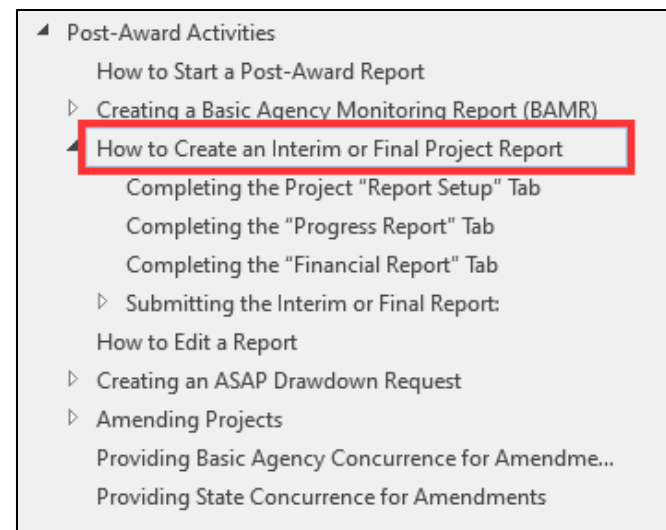 Post-Award Activities
How to Start a Post-Award Report
Creating a Basic Agency Monitoring Report (BAMR)
How to Create an Interim or Final Project Report
Completing the Project “Report Setup” Tab
Completing the “Progress Report” Tab
Completing the “Financial Report” Tab
Submitting the Interim or Final Report:
How to Edit a Report
Creating an ASAP Drawdown Request
Amending Projects
Providing Basic Agency Concurrence for Amendme...
Providing State Concurrence for Amendments